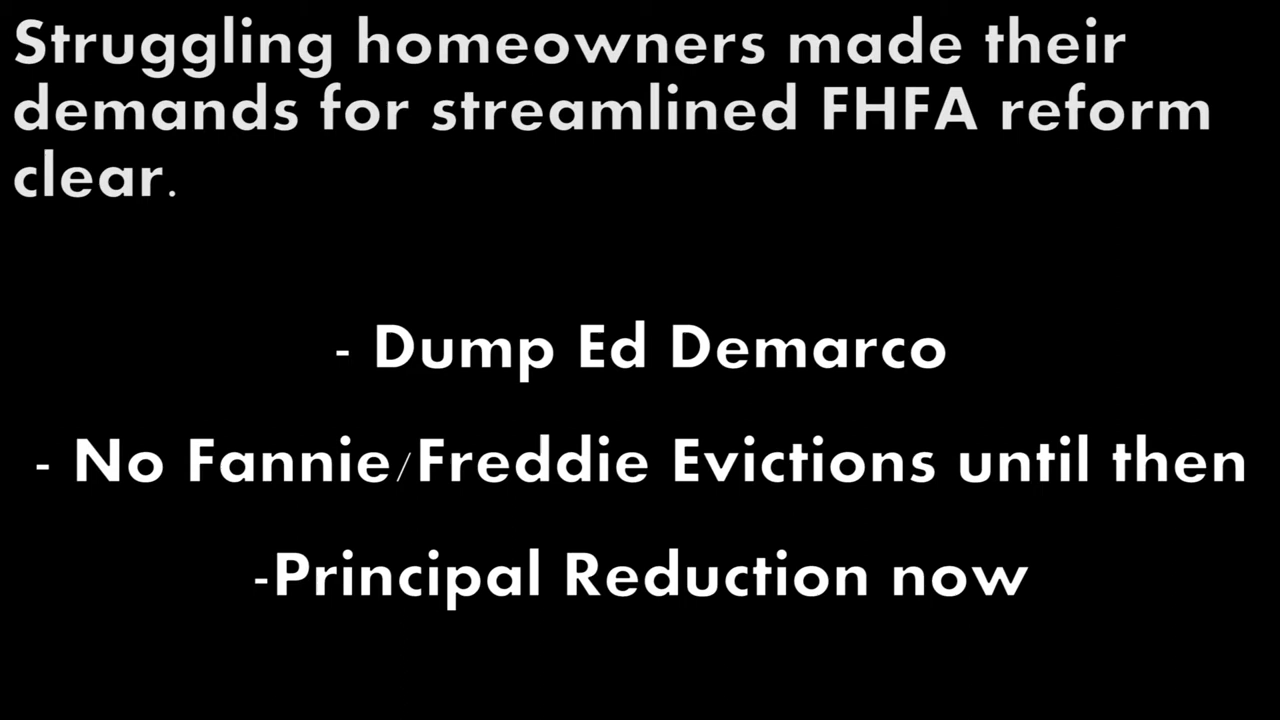 Struggling homeowners made their
demands for streamlined FHFA reform
clear.
- Dump Ed Demarco
- No Fannie/Freddie Evictions until then
-Principal Reduction now